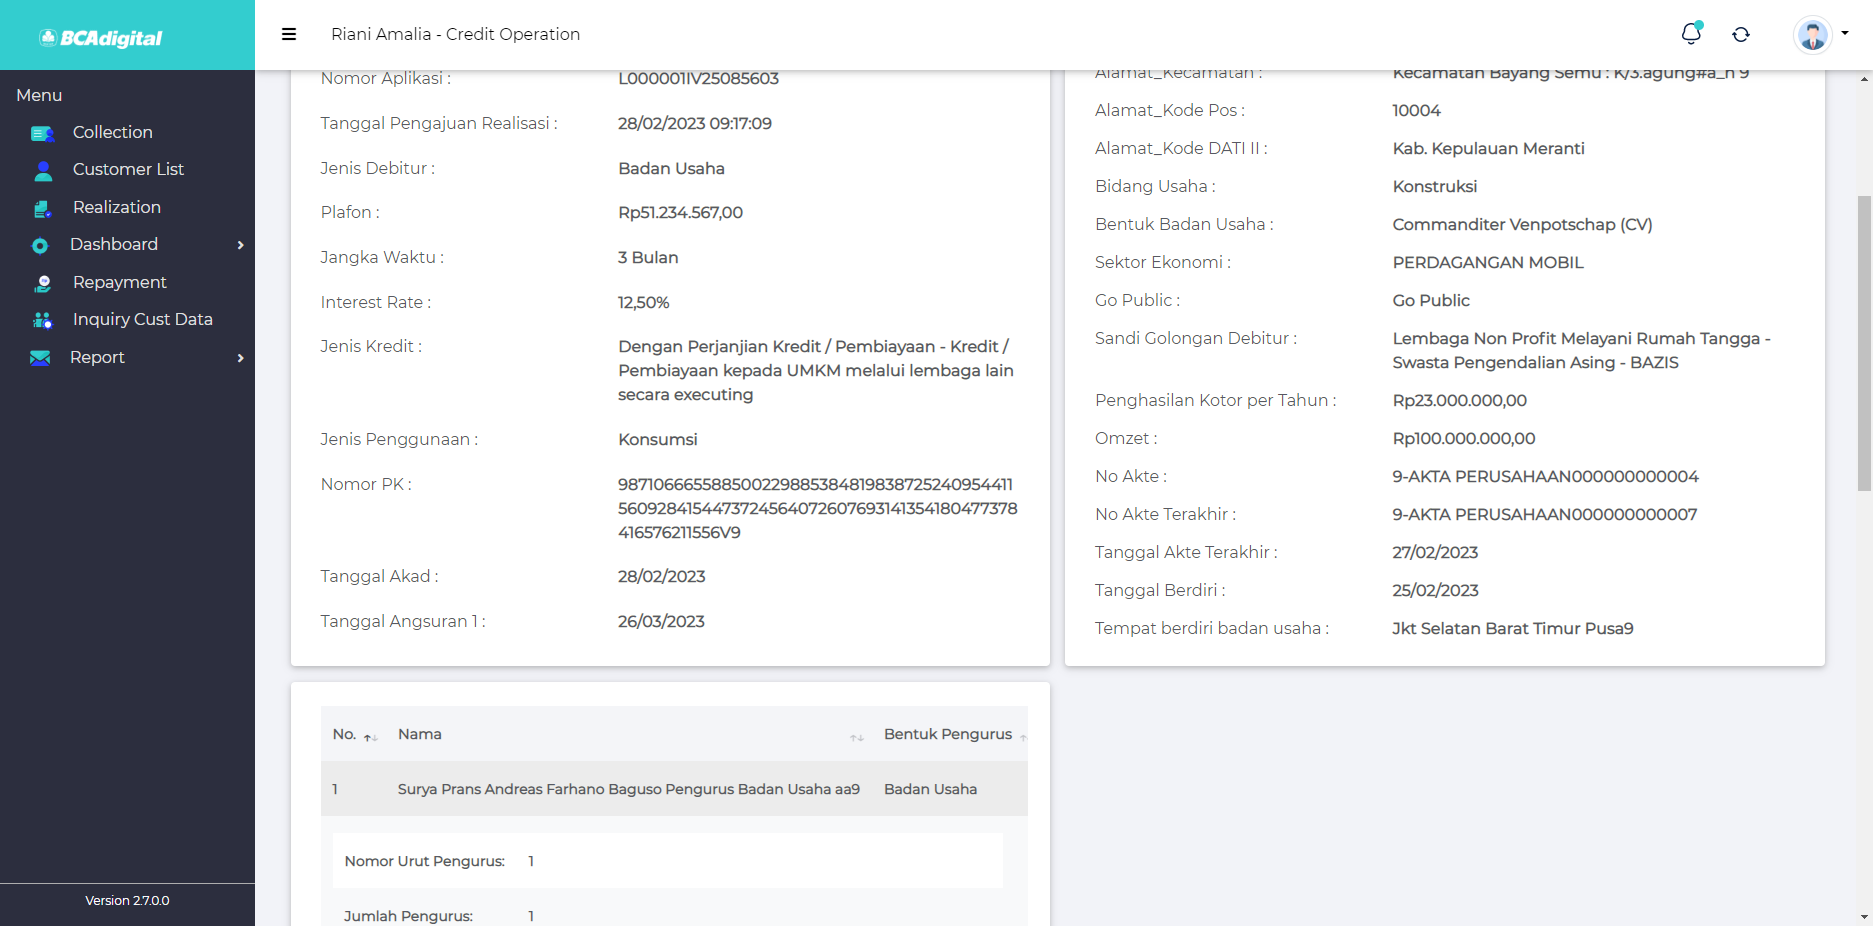 BCAdigital
Riani Amalia - Credit Operation
Menu
Collection
Customer List
Realization
Dashboard
Repayment
Inquiry Cust Data
Report
Version 2.7.0.0
Nomor Aplikasi : L000001IV25085603
Tanggal Pengajuan Realisasi : 28/02/2023 09:17:09
Jenis Debitur : Badan Usaha
Plafon : Rp51.234.567,00
Jangka Waktu : 3 Bulan
Interest Rate : 12,50%
Jenis Kredit : Dengan Perjanjian Kredit / Pembiayaan - Kredit /
Pembiayaan kepada UMKM melalui lembaga lain
secara executing
Jenis Penggunaan : Konsumsi
Nomor PK : 987106665588500229885384819838725240954411
5609284154473724564072607693141354180477378
416576211556V9
Tanggal Akad : 28/02/2023
Tanggal Angsuran 1 : 26/03/2023
Alamat_Kecamatan : Kecamatan Bayang Semu : K/3.agung#a_h 9
Alamat_Kode Pos : 10004
Alamat_Kode DATI II : Kab. Kepulauan Meranti
Bidang Usaha : Konstruksi
Bentuk Badan Usaha : Commanditer Venpotschap (CV)
Sektor Ekonomi : PERDAGANGAN MOBIL
Go Public : Go Public
Sandi Golongan Debitur : Lembaga Non Profit Melayani Rumah Tangga -
Swasta Pengendalian Asing - BAZIS
Penghasilan Kotor per Tahun : Rp23.000.000,00
Omzet : Rp100.000.000,00
No Akte : 9-AKTA PERUSAHAAN000000000004
No Akte Terakhir : 9-AKTA PERUSAHAAN000000000007
Tanggal Akte Terakhir : 27/02/2023
Tanggal Berdiri : 25/02/2023
Tempat berdiri badan usaha : Jkt Selatan Barat Timur Pusa9
No. Nama Bentuk Pengurus
1 Surya Prans Andreas Farhano Baguso Pengurus Badan Usaha aa9 Badan Usaha
Nomor Urut Pengurus: 1
Jumlah Pengurus: 1